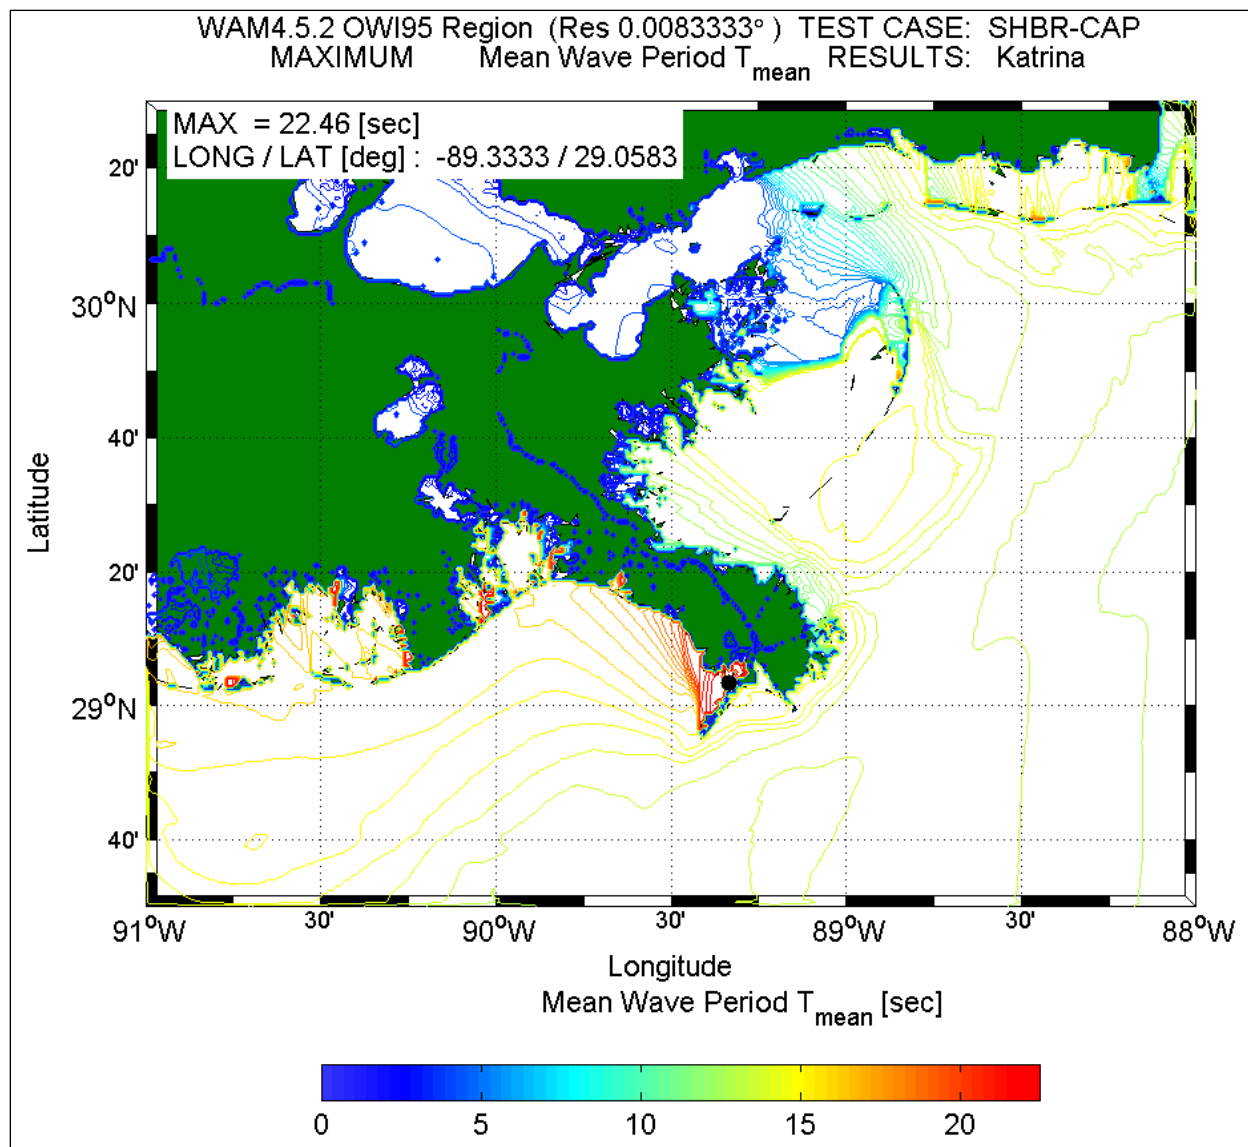 WAM4.5.2 OWI95 Region (Res 0.0083333° ) TEST CASE: SHBR-CAP
MAXIMUM Mean Wave Period Tmean RESULTS: Katrina
MAX = 22.46 [sec]
LONG / LAT [deg] : -89.3333 / 29.0583
20'
30°N
40'
20'
29°N
40'
Latitude
91°W 30' 90°W 30' 89°W 30' 88°W
Longitude
Mean Wave Period Tmean [sec]
0 5 10 15 20